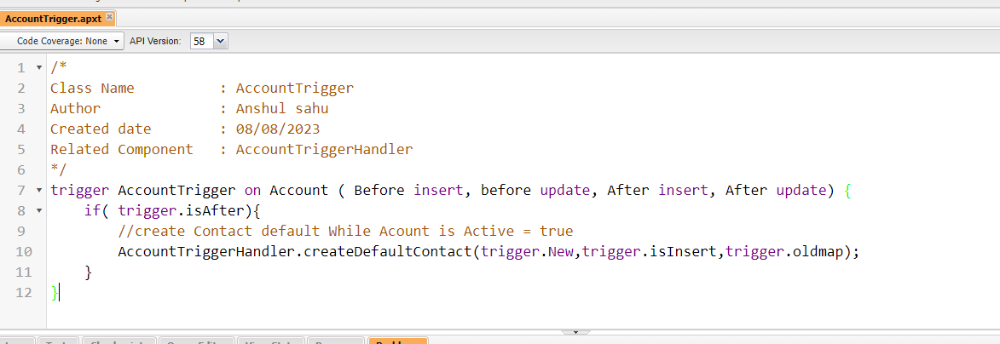 AccountTrigger.apxt
Code Coverage: None API Version: 58
1 /*
2 Class Name : AccountTrigger
3 Author : Anshul sahu
4 Created date : 08/08/2023
5 Related Component : AccountTriggerHandler
6 */
7 trigger AccountTrigger on Account ( Before insert, before update, After insert, After update) {
8 if( trigger.isAfter){
9 //create Contact default While Acount is Active = true
10 AccountTriggerHandler.createDefaultContact(trigger.New,trigger.isInsert,trigger.oldmap);
11 }
12 }